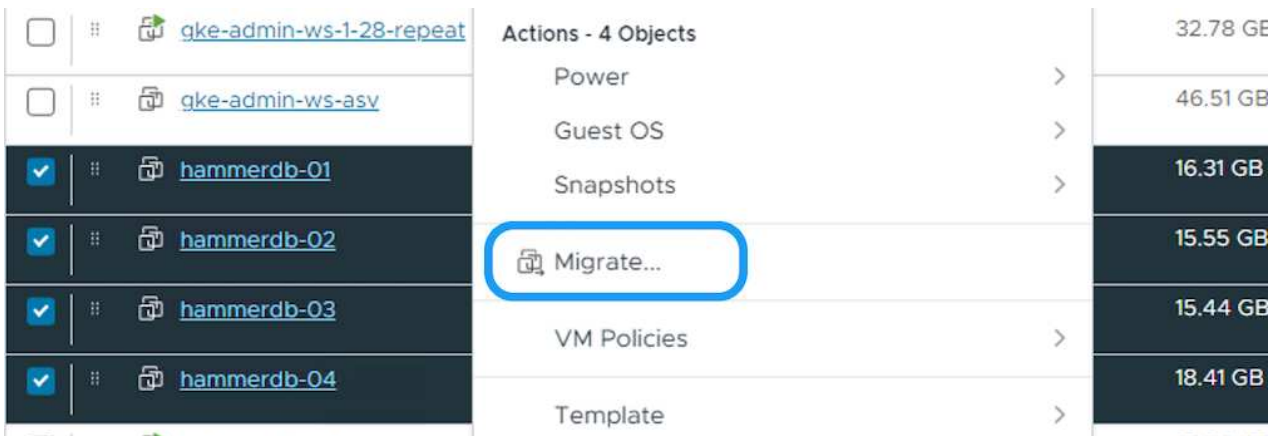 gke-admin-ws-1-28-repeat
gke-admin-ws-asv
hammerdb-01
hammerdb-02
hammerdb-03
hammerdb-04
Actions - 4 Objects
Power
Guest OS
Snapshots
Migrate...
VM Policies
Template
32.78 GB
46.51 GB
16.31 GB
15.55 GB
15.44 GB
18.41 GB